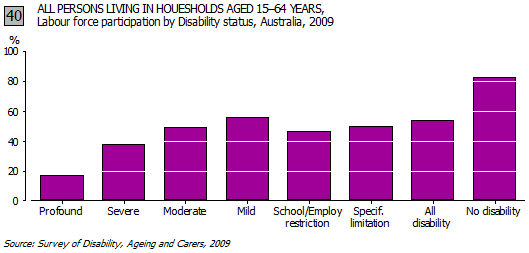 40
ALL PERSONS LIVING IN HOUESHOLDS AGED 15–64 YEARS,
Labour force participation by Disability status, Australia, 2009
%
100
80
60
40
20
0
Profound Severe Moderate Mild School/Employ Specif. All No disability
restriction limitation disability
Source: Survey of Disability, Ageing and Carers, 2009